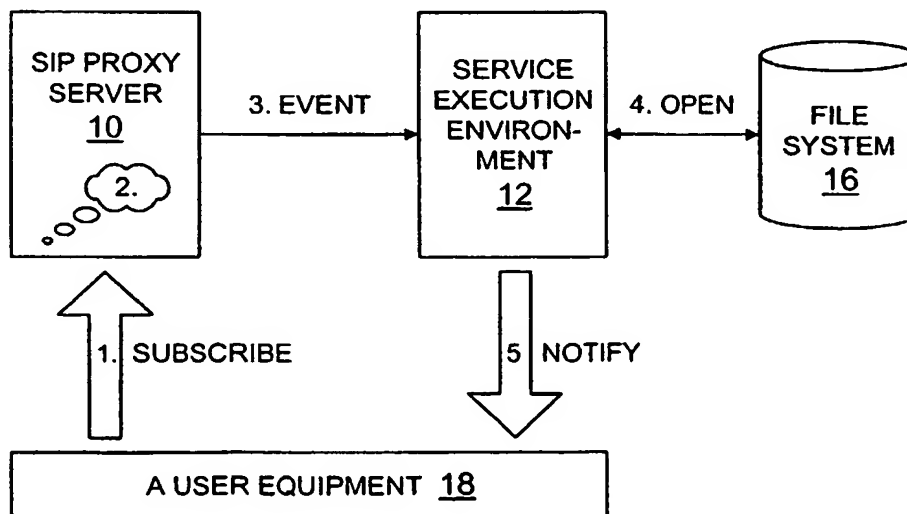 SIP PROXY
SERVER
10
2.
3. EVENT
SERVICE
EXECUTION
ENVIRON-
MENT
12
4. OPEN
FILE
SYSTEM
16
1. SUBSCRIBE
5 NOTIFY
A USER EQUIPMENT 18